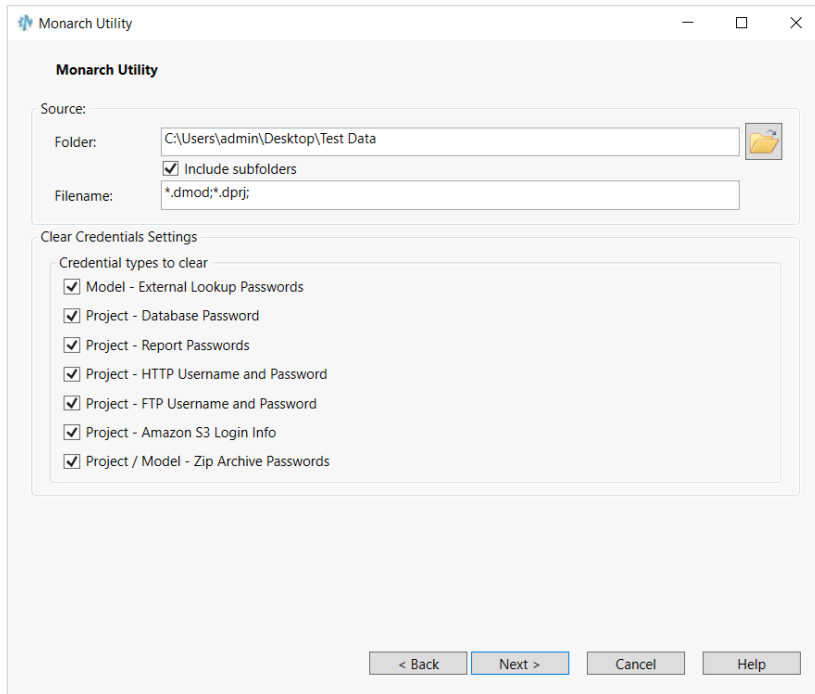 Monarch Utility
Monarch Utility
Source:
Folder: C:\Users\admin\Desktop\Test Data
Include subfolders
Filename: *.dmod;*.dprj;
Clear Credentials Settings
Credential types to clear
Model - External Lookup Passwords
Project - Database Password
Project - Report Passwords
Project - HTTP Username and Password
Project - FTP Username and Password
Project - Amazon S3 Login Info
Project / Model - Zip Archive Passwords
< Back Next > Cancel Help